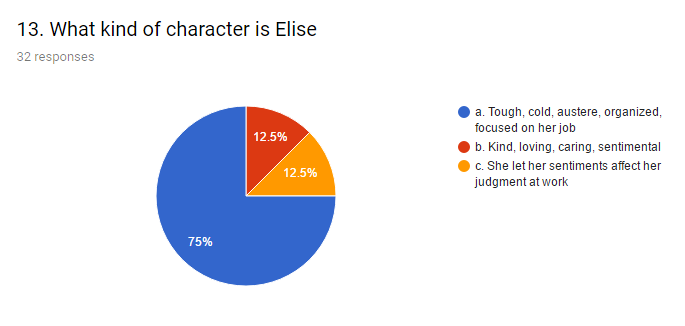 13. What kind of character is Elise
32 responses
12.5%
12.5%
75%
a. Tough, cold, austere, organized,
focused on her job
b. Kind, loving, caring, sentimental
c. She let her sentiments affect her
judgment at work